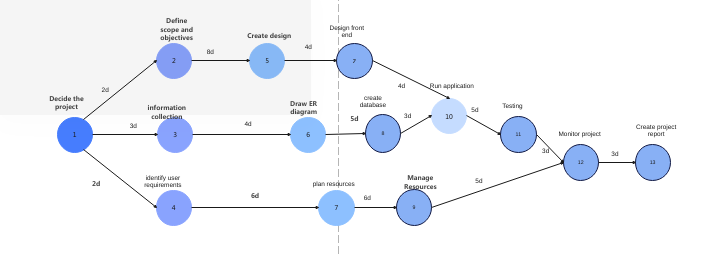 Define
scope and
objectives
2
8d
Create design
5
4d
Design front
end
7
4d
2d
Decide the
project
1
3d
information
collection
3
4d
Draw ER
diagram
6
5d
create
database
8
3d
Run application
10
5d
Testing
11
3d
Monitor project
12
3d
Create project
report
13
2d
identify user
requirements
4
6d
plan resources
7
6d
Manage
Resources
9
5d